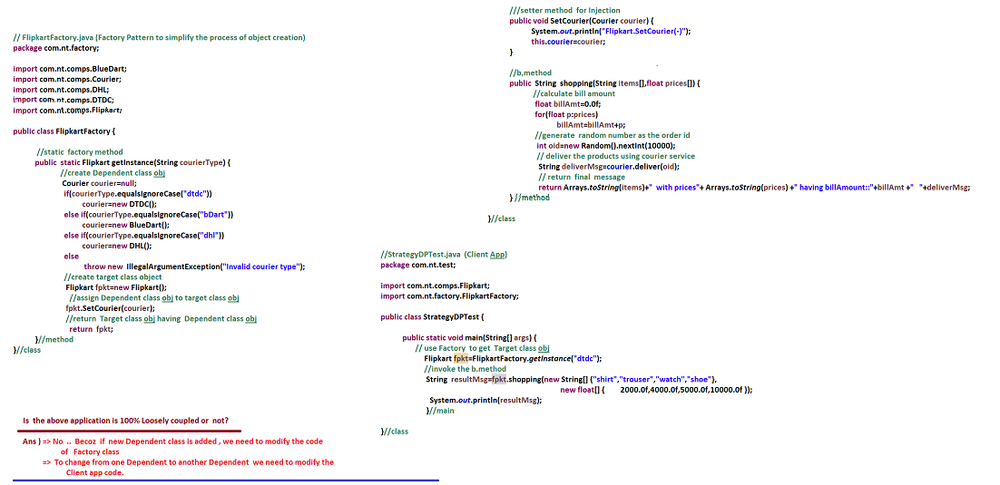 // FlipkartFactory.java (Factory Pattern to simplify the process of object creation)
package com.nt.factory;
import com.nt.comps.BlueDart;
import com.nt.comps.Courier;
import com.nt.comps.DHL;
import com.nt.comps.DTDC;
import com.nt.comps.Flipkart;
public class FlipkartFactory {
//static factory method
public static Flipkart getInstance(String courierType) {
//create Dependent class obj
Courier courier=null;
if(courierType.equalsIgnoreCase("dtdc"))
courier=new DTDC();
else if(courierType.equalsIgnoreCase("bDart"))
courier=new BlueDart();
else if(courierType.equalsIgnoreCase("dhl"))
courier=new DHL();
else
throw new IllegalArgumentException("Invalid courier type");
//create target class object
Flipkart fpkt=new Flipkart();
//assign Dependent class obj to target class obj
fpkt.SetCourier(courier);
//return Target class obj having Dependent class obj
return fpkt;
}//method
}//class
Is the above application is 100% Loosely coupled or not?
Ans ) => No .. Becoz if new Dependent class is added , we need to modify the code
of Factory class
=> To change from one Dependent to another Dependent we need to modify the
Client app code.
///setter method for Injection
public void SetCourier(Courier courier) {
System.out.println("Flipkart.SetCourier(-)");
this.courier=courier;
}
//b,method
public String shopping(String items[],float prices[]) {
//calculate bill amount
float billAmt=0.0f;
for(float p:prices)
billAmt=billAmt+p;
//generate random number as the order id
int oid=new Random().nextInt(10000);
// deliver the products using courier service
String deliverMsg=courier.deliver(oid);
// return final message
return Arrays.toString(items)+" with prices"+ Arrays.toString(prices) +" having billAmount::"+billAmt +" "+deliverMsg;
} //method
}//class
//StrategyDPTest.java (Client App)
package com.nt.test;
import com.nt.comps.Flipkart;
import com.nt.factory.FlipkartFactory;
public class StrategyDPTest {
public static void main(String[] args) {
// use Factory to get Target class obj
Flipkart fpkt=FlipkartFactory.getInstance("dtdc");
//invoke the b.method
String resultMsg=fpkt.shopping(new String[] {"shirt","trouser","watch","shoe"},
new float[] { 2000.0f,4000.0f,5000.0f,10000.0f });
System.out.println(resultMsg);
}//main
}//class